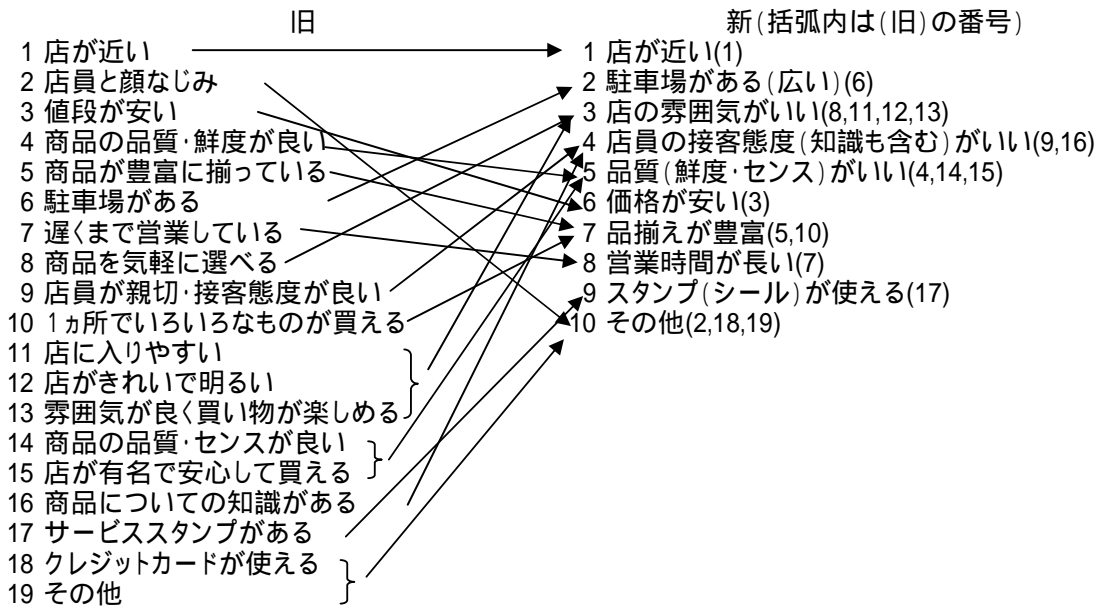 旧
1 店が近い
2 店員と顔なじみ
3 値段が安い
4 商品の品質・鮮度が良い
5 商品が豊富に揃っている
6 駐車場がある
7 遅くまで営業している
8 商品を気軽に選べる
9 店員が親切・接客態度が良い
10 1ヵ所でいろいろなものが買える
11 店に入りやすい
12 店がきれいで明るい
13 雰囲気が良く買い物が楽しめる
14 商品の品質・センスが良い
15 店が有名で安心して買える
16 商品についての知識がある
17 サービススタンプがある
18 クレジットカードが使える
19 その他
新(括弧内は(旧)の番号)
1 店が近い(1)
2 駐車場がある(広い)(6)
3 店の雰囲気がいい(8,11,12,13)
4 店員の接客態度(知識も含む)がいい(9,16)
5 品質(鮮度・センス)がいい(4,14,15)
6 価格が安い(3)
7 品揃えが豊富(5,10)
8 営業時間が長い(7)
9 スタンプ(シール)が使える(17)
10 その他(2,18,19)